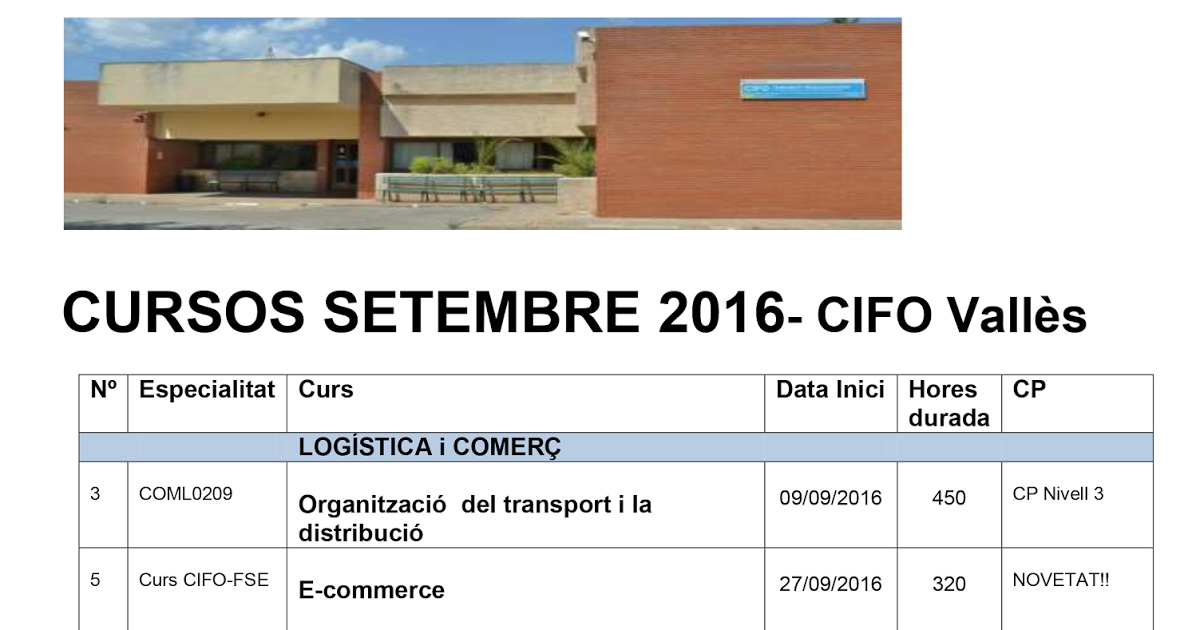 CIFO
CURSOS SETEMBRE 2016- CIFO Vallès
Nº Especialitat Curs Data Inici Hores durada CP
LOGÍSTICA i COMERÇ
3 COML0209 Organització del transport i la distribució 09/09/2016 450 CP Nivell 3
5 Curs CIFO-FSE E-commerce 27/09/2016 320 NOVETAT!!